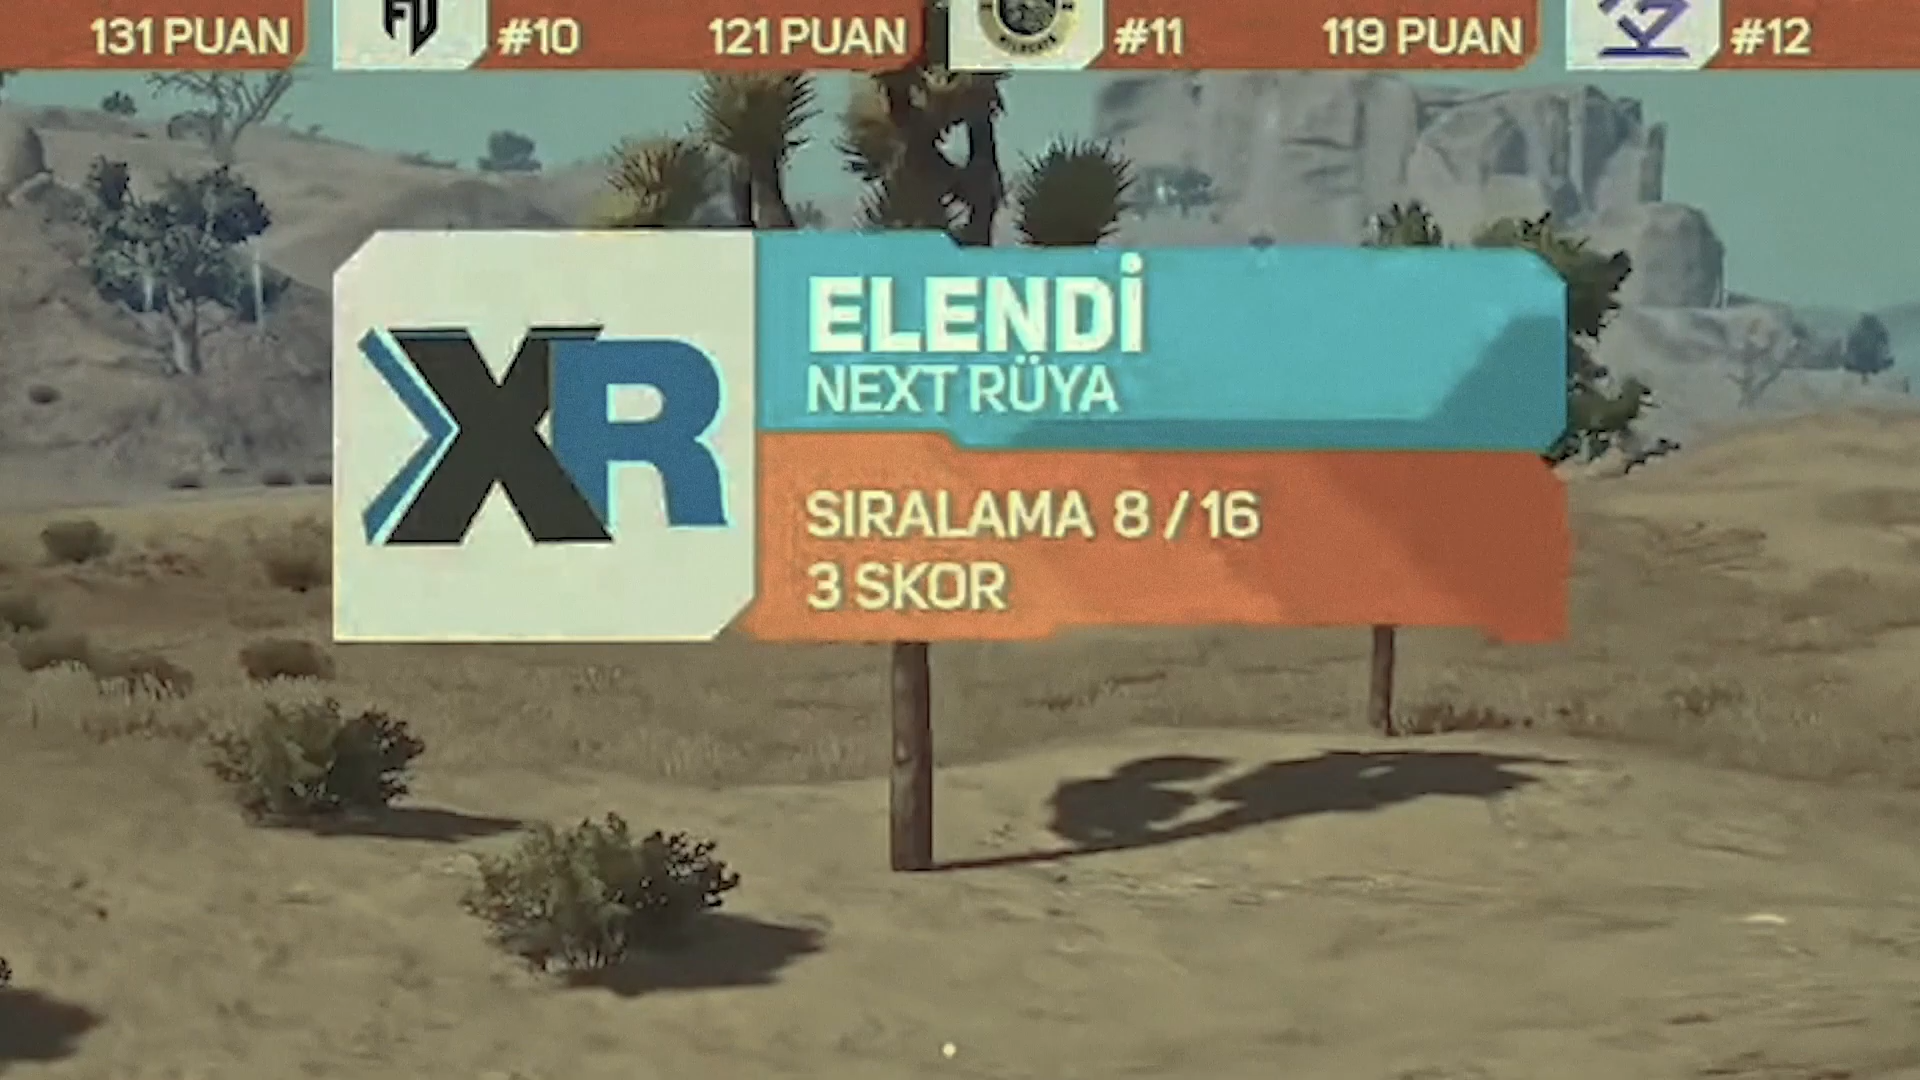 131 PUAN
#10 121 PUAN
#11 119 PUAN
#12
XR
ELENDİ
NEXT RÜYA
SIRALAMA 8 / 16
3 SKOR